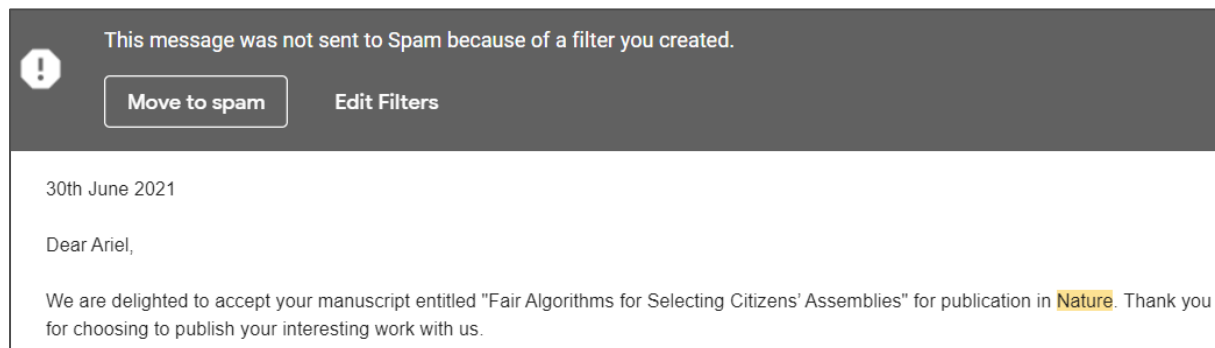 This message was not sent to Spam because of a filter you created.
Move to spam Edit Filters
30th June 2021
Dear Ariel,
We are delighted to accept your manuscript entitled "Fair Algorithms for Selecting Citizens’ Assemblies" for publication in Nature. Thank you
for choosing to publish your interesting work with us.